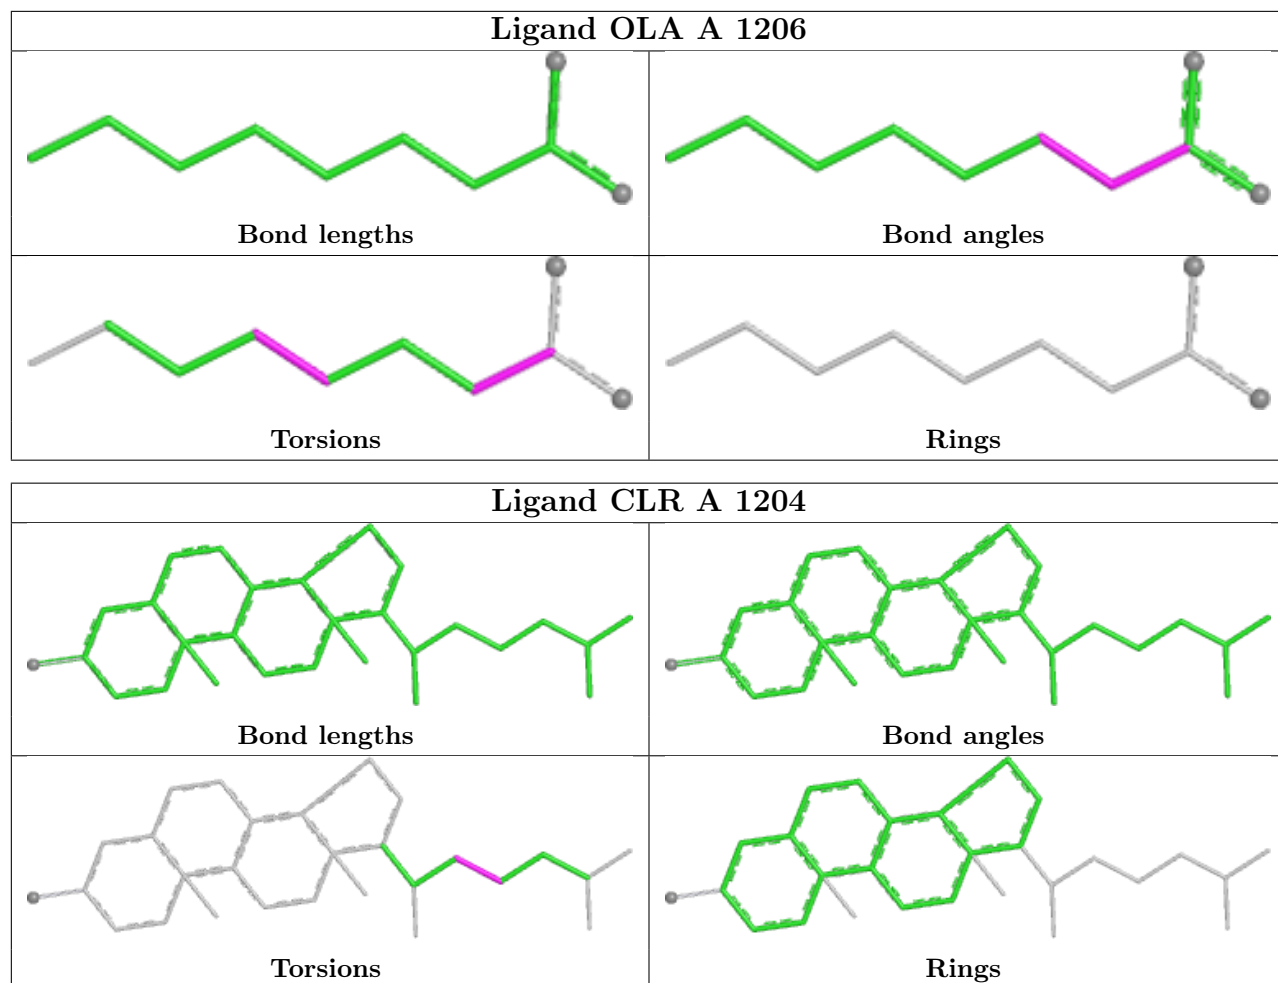 Ligand OLA A 1206
Bond lengths
Bond angles
Torsions
Rings
Ligand CLR A 1204
Bond lengths
Bond angles
Torsions
Rings